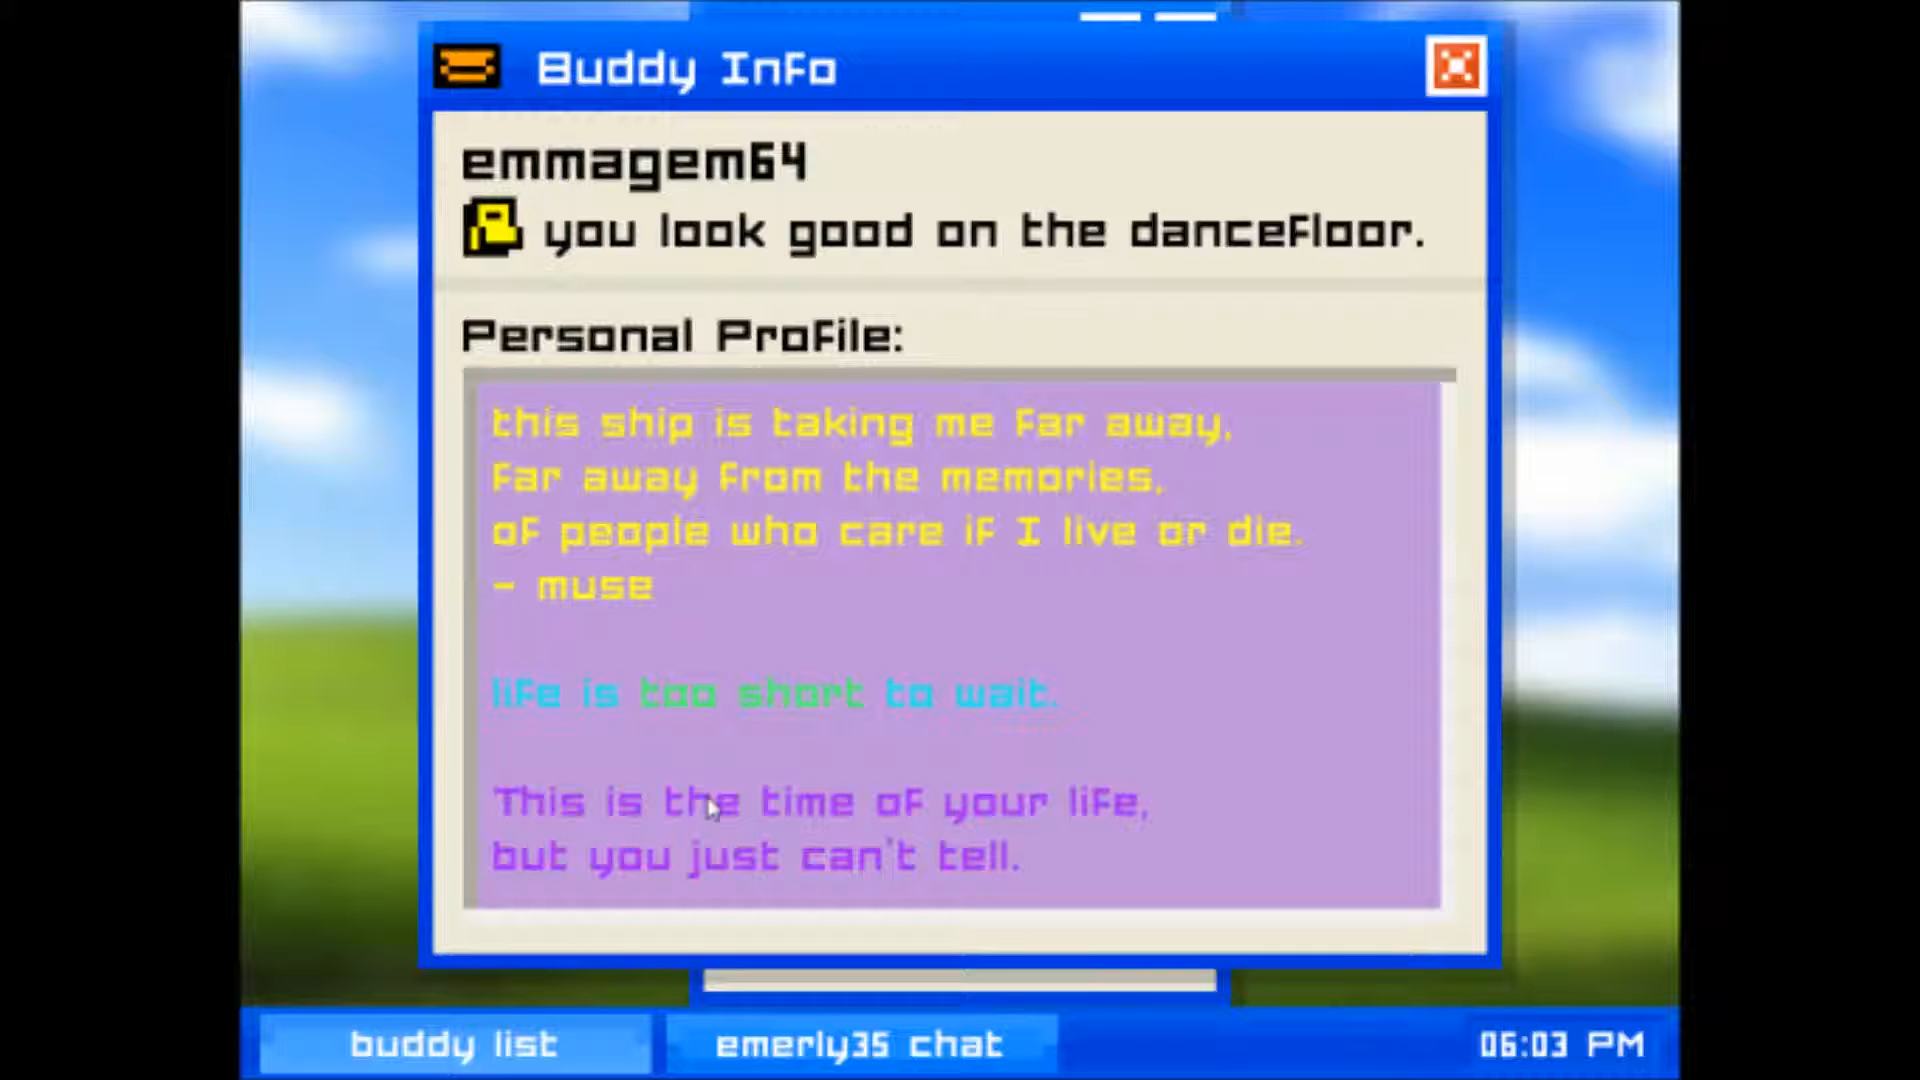 Buddy Info
emmagem64
you look good on the dancefloor.
Personal Profile:
this ship is taking me far away,
far away from the memories,
of people who care if I live or die.
- muse
life is too short to wait.
This is the time of your life,
but you just can't tell.
buddy list
emerly35 chat
06:03 PM